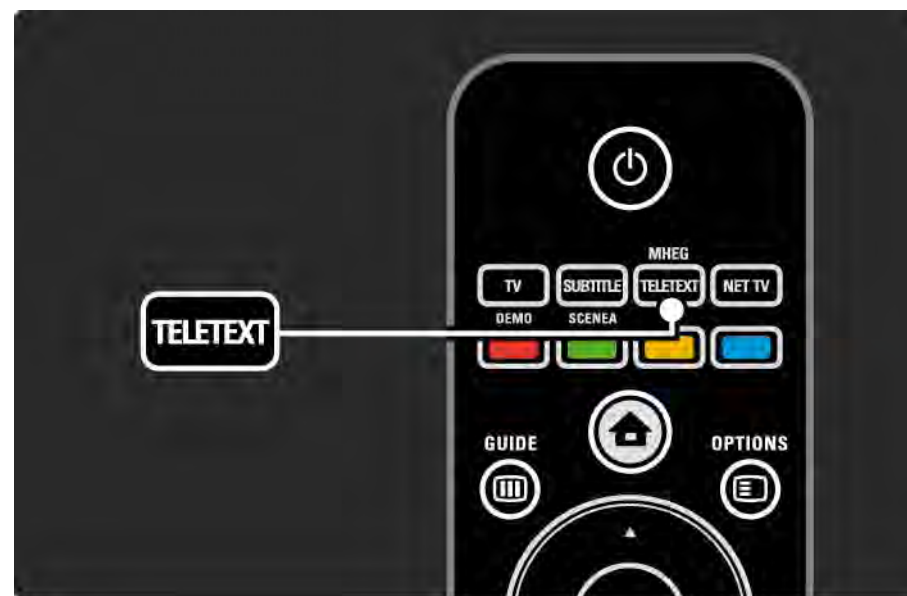 MHEG
TV SUBTITLE TELETEXT NET TV
DEMO SCENEA
TELETEXT
GUIDE OPTIONS